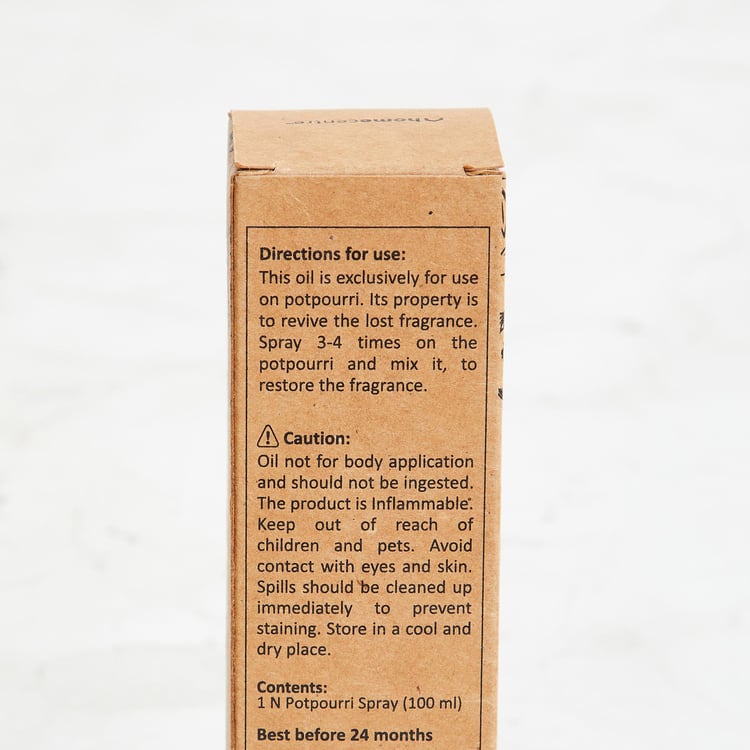 homecentre
Directions for use:
This oil is exclusively for use
on potpourri. Its property is
to revive the lost fragrance.
Spray 3-4 times on the
potpourri and mix it, to
restore the fragrance.
Caution:
Oil not for body application
and should not be ingested.
The product is Inflammable.
Keep out of reach of
children and pets. Avoid
contact with eyes and skin.
Spills should be cleaned up
immediately to prevent
staining. Store in a cool and
dry place.
Contents:
1 N Potpourri Spray (100 ml)
Best before 24 months